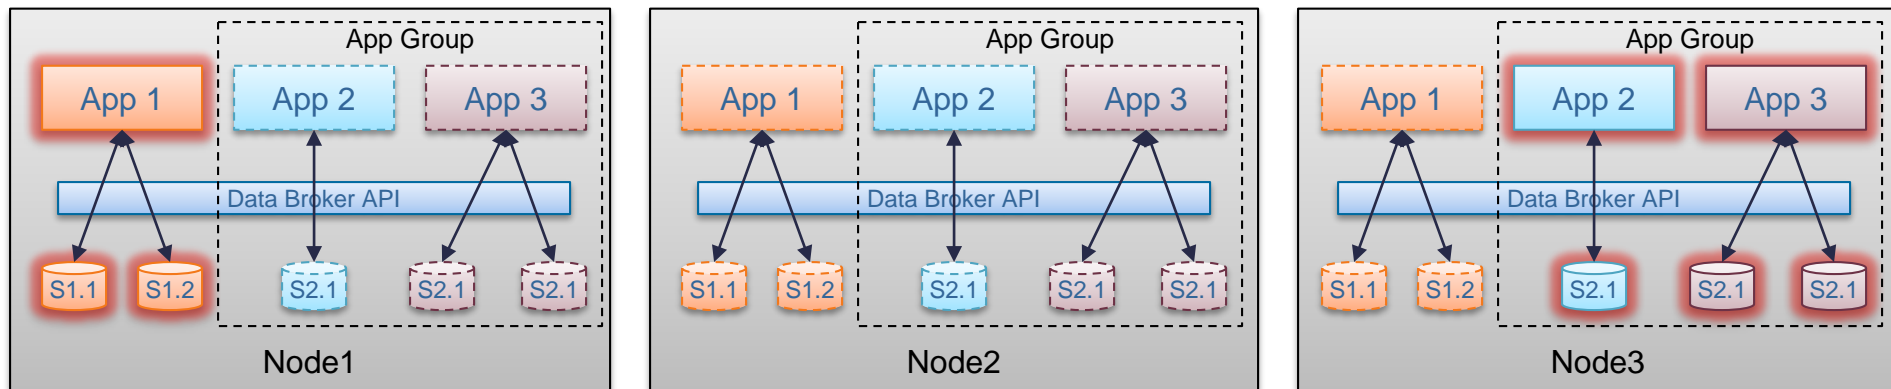 App Group
App 1
App 2
App 3
Data Broker API
S1.1
S1.2
S2.1
S2.1
S2.1
Node1
App Group
App 1
App 2
App 3
Data Broker API
S1.1
S1.2
S2.1
S2.1
S2.1
Node2
App Group
App 1
App 2
App 3
Data Broker API
S1.1
S1.2
S2.1
S2.1
S2.1
Node3